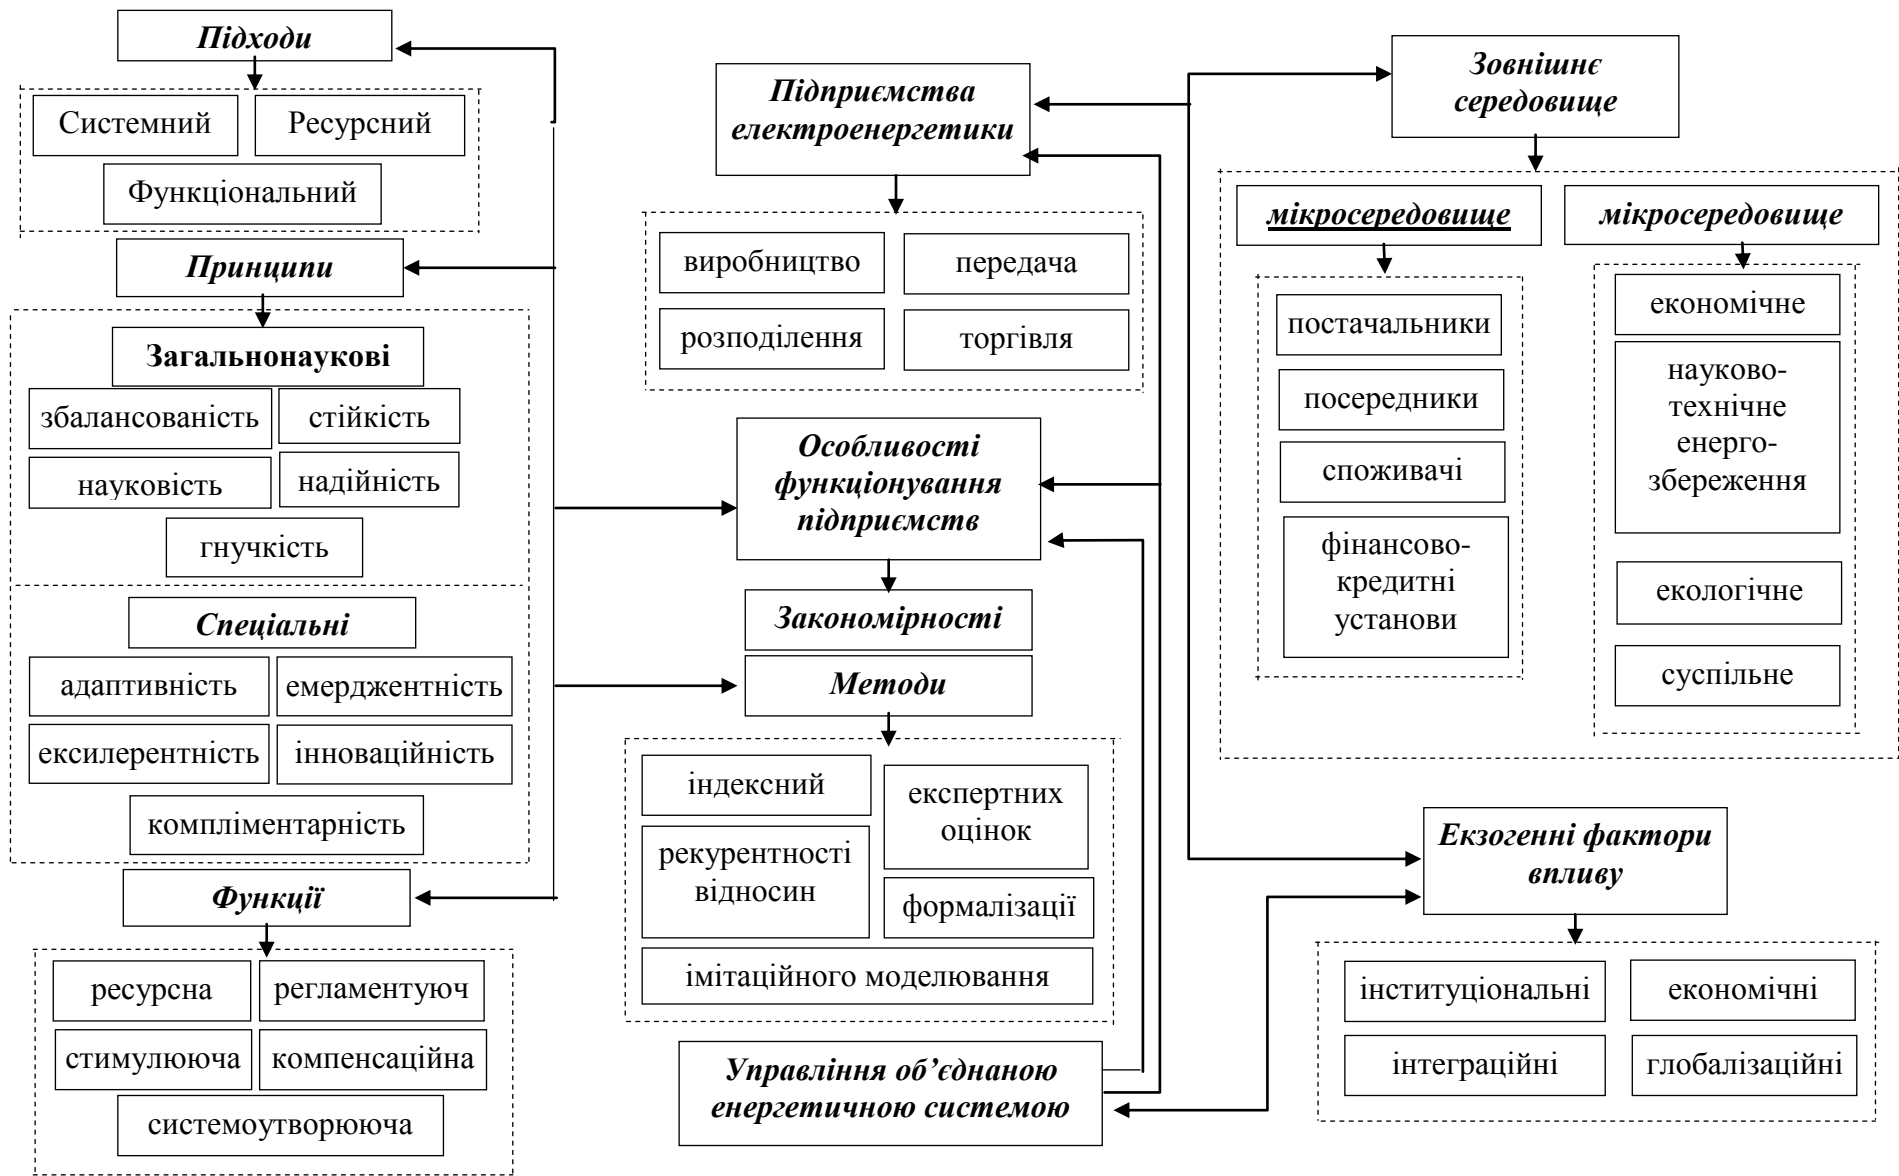 Підходи
Системний
Ресурсний
Функціональний
Принципи
Загальнонаукові
збалансованість
стійкість
науковість
надійність
гнучкість
Спеціальні
адаптивність
емерджентність
ексилерентність
інноваційність
компліментарність
Функції
ресурсна
регламентуюч
стимулююча
компенсаційна
системоутворююча
Підприємства
електроенергетики
виробництво
передача
розподілення
торгівля
Особливості
функціонування
підприємств
Закономірності
Методи
індексний
експертних
оцінок
рекурентності
відносин
формалізації
імітаційного моделювання
Управління об’єднаною
енергетичною системою
Зовнішнє
середовище
мікросередовище
постачальники
посередники
споживачі
фінансово-
кредитні
установи
мікросередовище
економічне
науково-
технічне
енерго-
збереження
екологічне
суспільне
Екзогенні фактори
впливу
інституціональні
економічні
інтеграційні
глобалізаційні